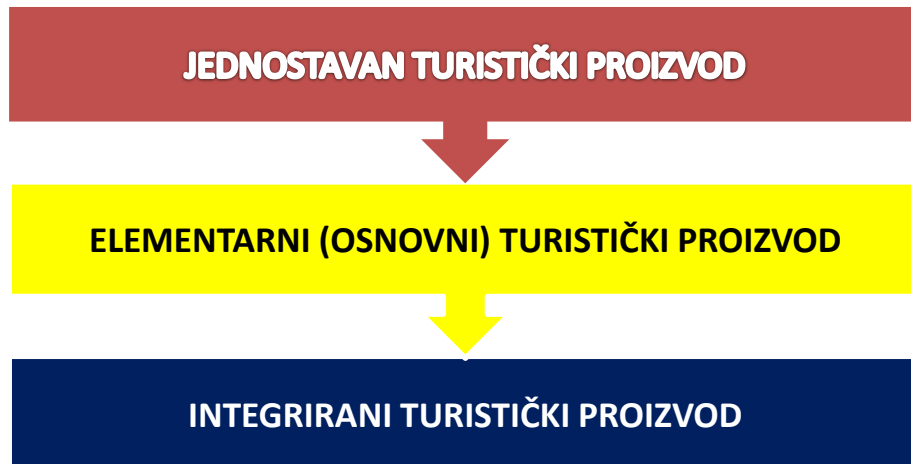 JEDNOSTAVAN TURISTIČKI PROIZVOD
ELEMENTARNI (OSNOVNI) TURISTIČKI PROIZVOD
INTEGRIRANI TURISTIČKI PROIZVOD